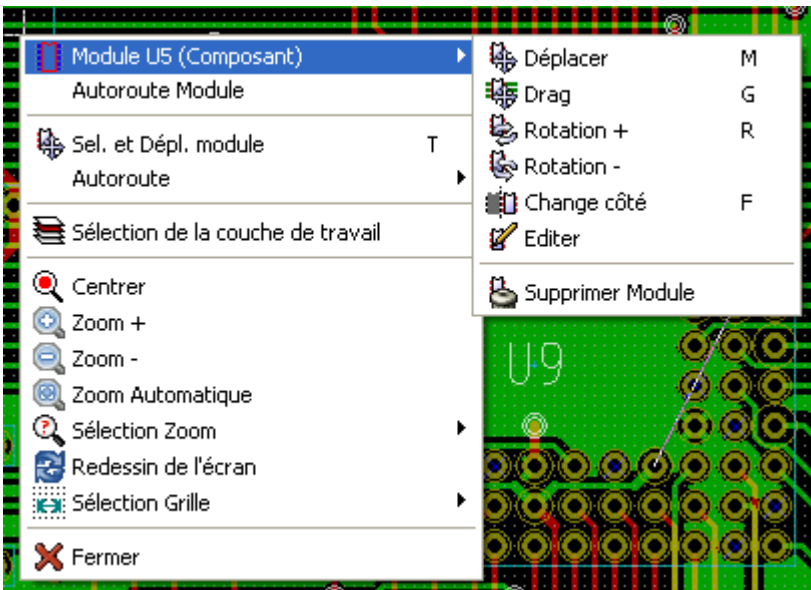 Module U5 (Composant)
Autoroute Module
Sel. et Dépl. module T
Autoroute
Sélection de la couche de travail
Centrer
Zoom +
Zoom -
Zoom Automatique
Sélection Zoom
Redessin de l'écran
Sélection Grille
Fermer
Déplacer M
Drag G
Rotation + R
Rotation -
Change côté F
Editer
Supprimer Module
U9